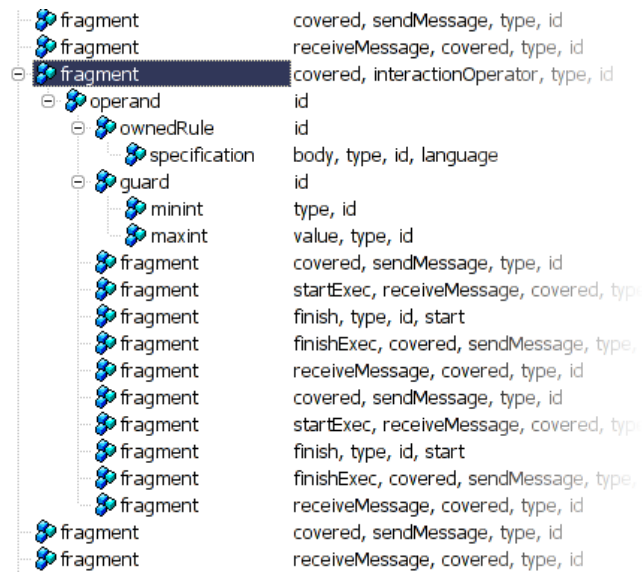 fragment covered, sendMessage, type, id
fragment receiveMessage, covered, type, id
fragment covered, interactionOperator, type, id
operand id
ownedRule id
specification body, type, id, language
guard id
minint type, id
maxint value, type, id
fragment covered, sendMessage, type, id
fragment startExec, receiveMessage, covered, typ
fragment finish, type, id, start
fragment finishExec, covered, sendMessage, type,
fragment receiveMessage, covered, type, id
fragment covered, sendMessage, type, id
fragment startExec, receiveMessage, covered, typ
fragment finish, type, id, start
fragment finishExec, covered, sendMessage, type,
fragment receiveMessage, covered, type, id
fragment covered, sendMessage, type, id
fragment receiveMessage, covered, type, id